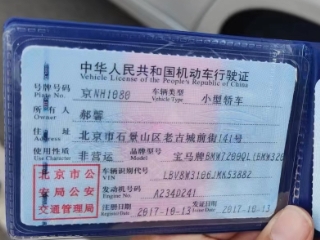 中华人民共和国机动车行驶证
Vehicle License of the People's Republic of China
号牌号码 京NH1688 车辆类型 小型轿车
Plate No. Vehicle Type
所有人 郝馨
Owner
住址 北京市石景山区老古城前街141号
Address
使用性质 非营运 品牌型号 宝马牌BMW7200QL(BMW320
Use Character
北京市公 车辆识别代号
VIN
安局公安 发动机号码 A234D241
Engine No.
交通管理局 注册日期 2017-10-13 发证日期 2017-10-13
Register Date Issue Date